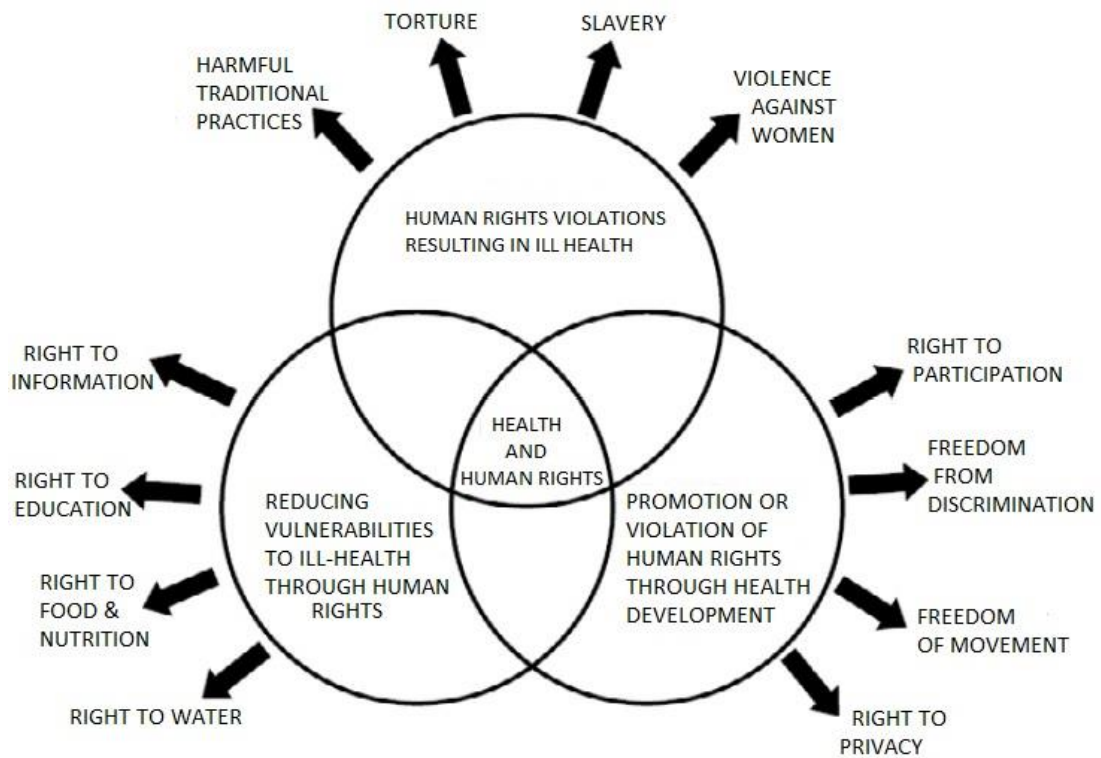 TORTURE
SLAVERY
HARMFUL
TRADITIONAL
PRACTICES
VIOLENCE
AGAINST
WOMEN
HUMAN RIGHTS VIOLATIONS
RESULTING IN ILL HEALTH
RIGHT TO
INFORMATION
RIGHT TO
EDUCATION
RIGHT TO
FOOD &
NUTRITION
RIGHT TO WATER
HEALTH
AND
HUMAN RIGHTS
REDUCING
VULNERABILITIES
TO ILL-HEALTH
THROUGH HUMAN
RIGHTS
PROMOTION OR
VIOLATION OF
HUMAN RIGHTS
THROUGH HEALTH
DEVELOPMENT
RIGHT TO
PARTICIPATION
FREEDOM
FROM
DISCRIMINATION
FREEDOM
OF MOVEMENT
RIGHT TO
PRIVACY